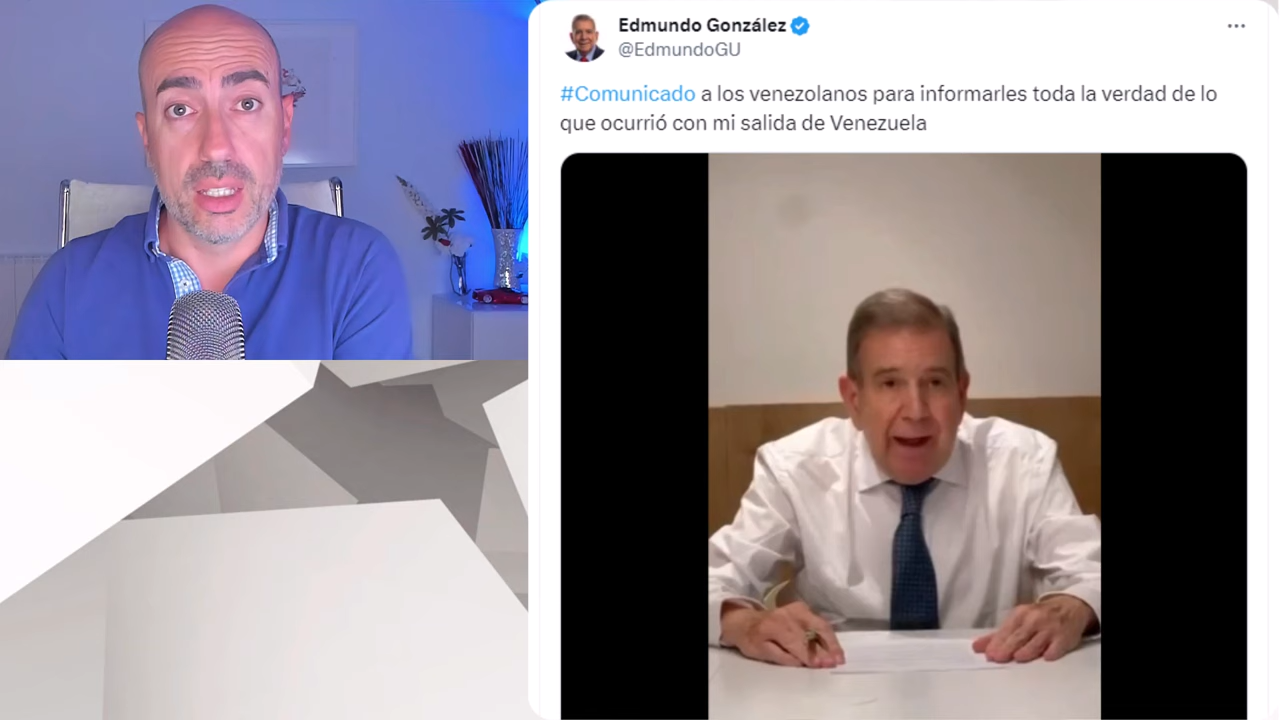 Edmundo González
@EdmundoGU
#Comunicado a los venezolanos para informarles toda la verdad de lo
que ocurrió con mi salida de Venezuela